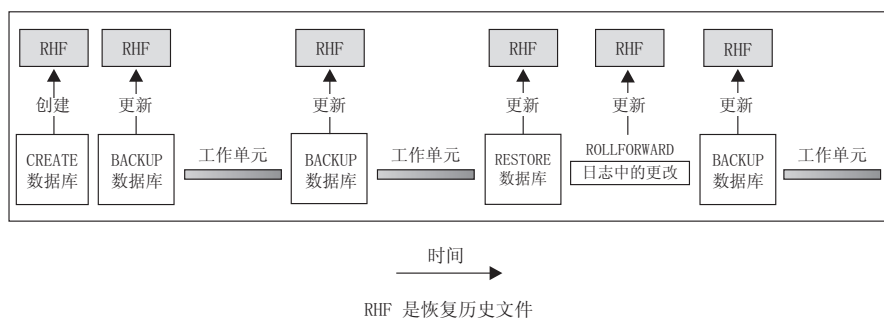 RHF RHF RHF RHF RHF RHF
创建 更新 更新 更新 更新 更新
CREATE
数据库
BACKUP
数据库
工作单元
BACKUP
数据库
工作单元
RESTORE
数据库
ROLLFORWARD
日志中的更改
BACKUP
数据库
工作单元
时间
RHF 是恢复历史文件